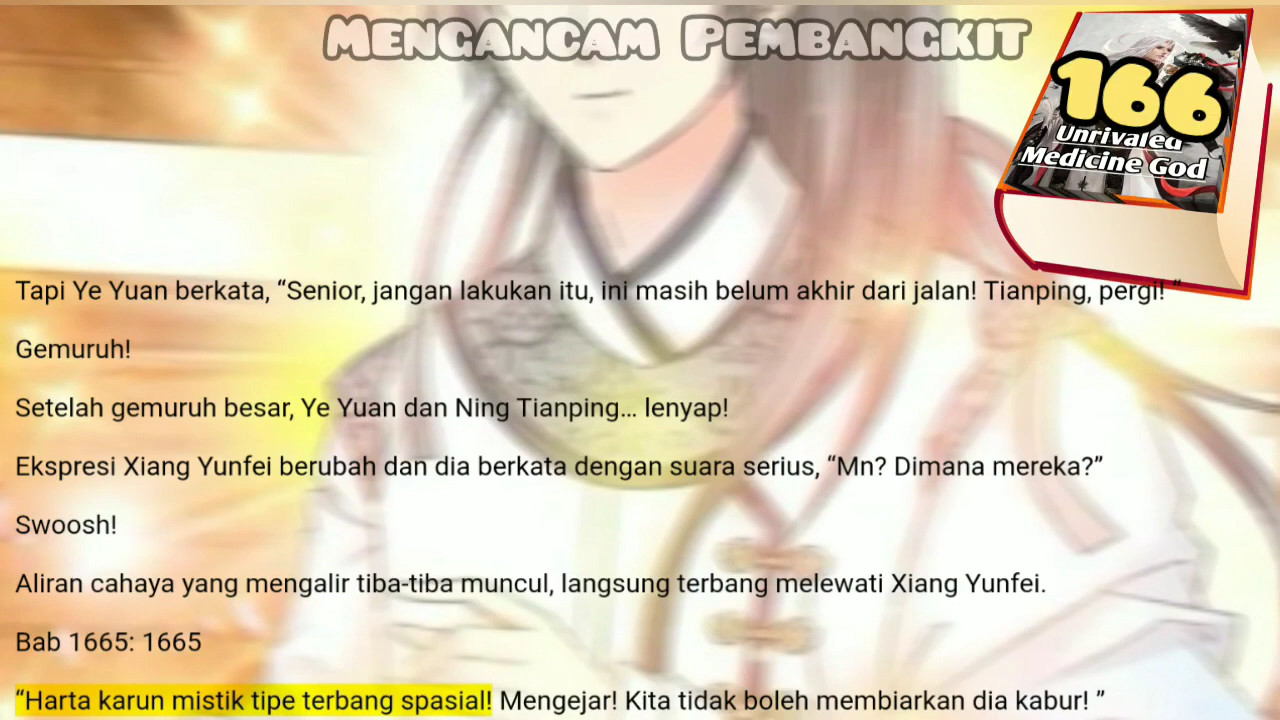 MENGANCAM PEMBANGKIT
166
Unrivaled
Medicine God
Tapi Ye Yuan berkata, “Senior, jangan lakukan itu, ini masih belum akhir dari jalan! Tianping, pergi! “
Gemuruh!
Setelah gemuruh besar, Ye Yuan dan Ning Tianping... lenyap!
Ekspresi Xiang Yunfei berubah dan dia berkata dengan suara serius, “Mn? Dimana mereka?”
Swoosh!
Aliran cahaya yang mengalir tiba-tiba muncul, langsung terbang melewati Xiang Yunfei.
Bab 1665: 1665
“Harta karun mistik tipe terbang spasial! Mengejar! Kita tidak boleh membiarkan dia kabur! ”